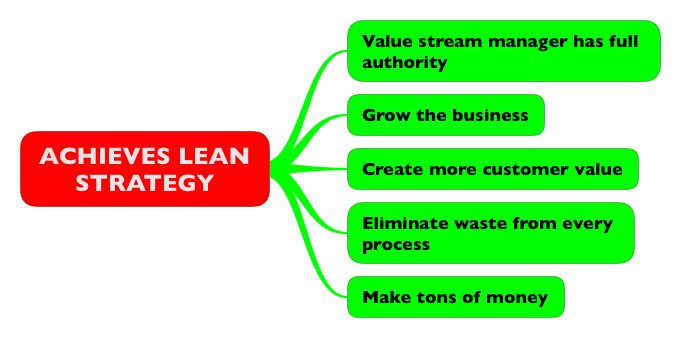 ACHIEVES LEAN
STRATEGY
Value stream manager has full
authority
Grow the business
Create more customer value
Eliminate waste from every
process
Make tons of money